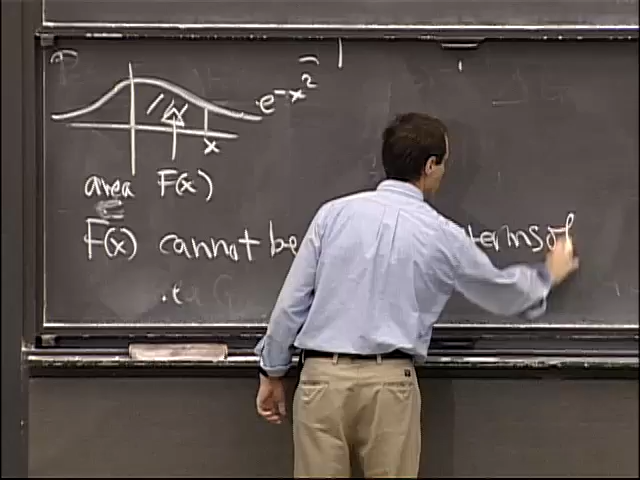 e^-x^2
x
area F(x)
F(x) cannot be terms of